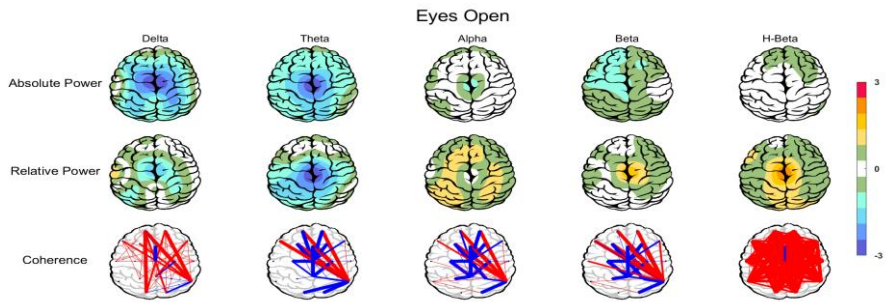 Eyes Open
Delta Theta Alpha Beta H-Beta
Absolute Power
3
Relative Power
0
Coherence
-3